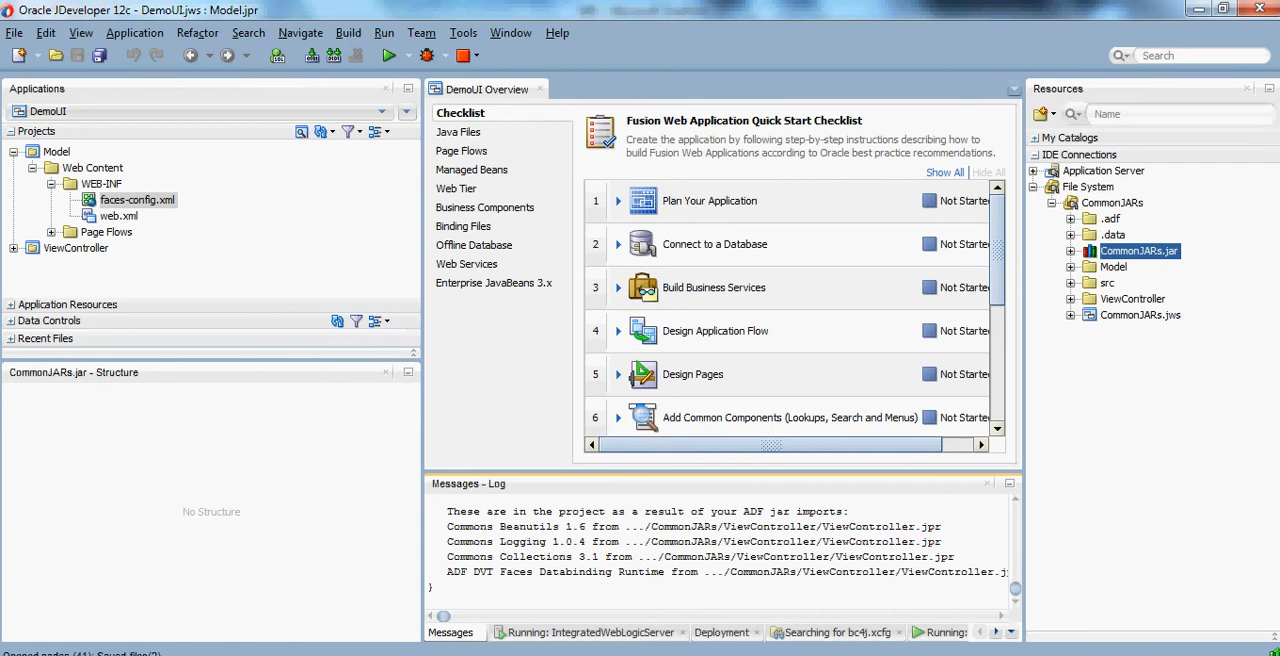 Oracle JDeveloper 12c - DemoUI.jws : Model.jpr
File Edit View Application Refactor Search Navigate Build Run Team Tools Window Help
Search
Applications
DemoUI
Projects
Model
Web Content
WEB-INF
faces-config.xml
web.xml
Page Flows
ViewController
Application Resources
Data Controls
Recent Files
CommonJARs.jar - Structure
No Structure
DemoUI Overview
Checklist
Java Files
Page Flows
Managed Beans
Web Tier
Business Components
Binding Files
Offline Database
Web Services
Enterprise JavaBeans 3.x
Fusion Web Application Quick Start Checklist
Create the application by following step-by-step instructions describing how to
build Fusion Web Applications according to Oracle best practice recommendations.
Show All | Hide All
1 Plan Your Application Not Starte
2 Connect to a Database Not Starte
3 Build Business Services Not Starte
4 Design Application Flow Not Starte
5 Design Pages Not Starte
6 Add Common Components (Lookups, Search and Menus) Not Starte
Messages - Log
These are in the project as a result of your ADF jar imports:
Commons Beanutils 1.6 from .../CommonJARs/ViewController/ViewController.jpr
Commons Logging 1.0.4 from .../CommonJARs/ViewController/ViewController.jpr
Commons Collections 3.1 from .../CommonJARs/ViewController/ViewController.jpr
ADF DVT Faces Databinding Runtime from .../CommonJARs/ViewController/ViewController.j
}
Messages Running: IntegratedWebLogicServer Deployment Searching for bc4j.xcfg Running:
Resources
Name
My Catalogs
IDE Connections
Application Server
File System
CommonJARs
.adf
.data
CommonJARs.jar
Model
src
ViewController
CommonJARs.jws